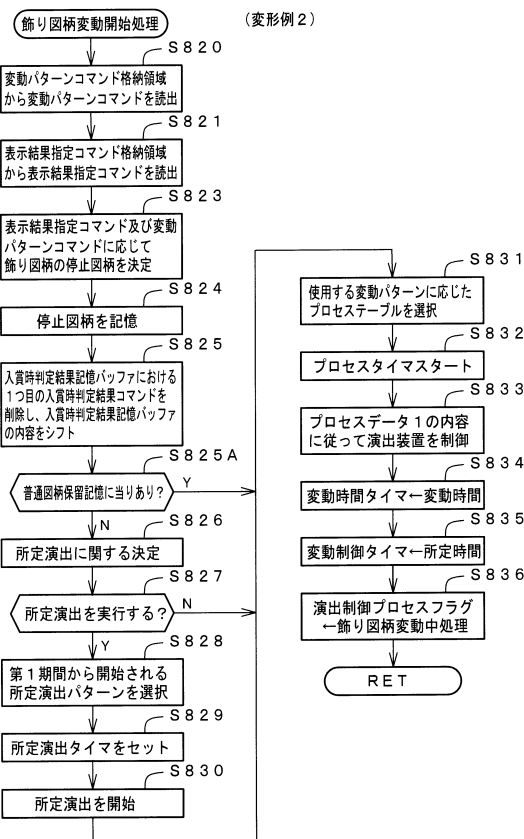 （変形例２）
飾り図柄変動開始処理
Ｓ８２０
変動パターンコマンド格納領域
から変動パターンコマンドを読出
Ｓ８２１
表示結果指定コマンド格納領域
から表示結果指定コマンドを読出
Ｓ８２３
表示結果指定コマンド及び変動
パターンコマンドに応じて
飾り図柄の停止図柄を決定
Ｓ８２４
停止図柄を記憶
Ｓ８２５
入賞時判定結果記憶バッファにおける
１つ目の入賞時判定結果コマンドを
削除し、入賞時判定結果記憶バッファ
の内容をシフト
Ｓ８２５Ａ
普通図柄保留記憶に当りあり？
Ｙ
Ｎ
Ｓ８２６
所定演出に関する決定
Ｓ８２７
所定演出を実行する？
Ｎ
Ｙ
Ｓ８２８
第１期間から開始される
所定演出パターンを選択
Ｓ８２９
所定演出タイマをセット
Ｓ８３０
所定演出を開始
Ｓ８３１
使用する変動パターンに応じた
プロセステーブルを選択
Ｓ８３２
プロセスタイマスタート
Ｓ８３３
プロセスデータ１の内容
に従って演出装置を制御
Ｓ８３４
変動時間タイマ←変動時間
Ｓ８３５
変動制御タイマ←所定時間
Ｓ８３６
演出制御プロセスフラグ
←飾り図柄変動中処理
ＲＥＴ